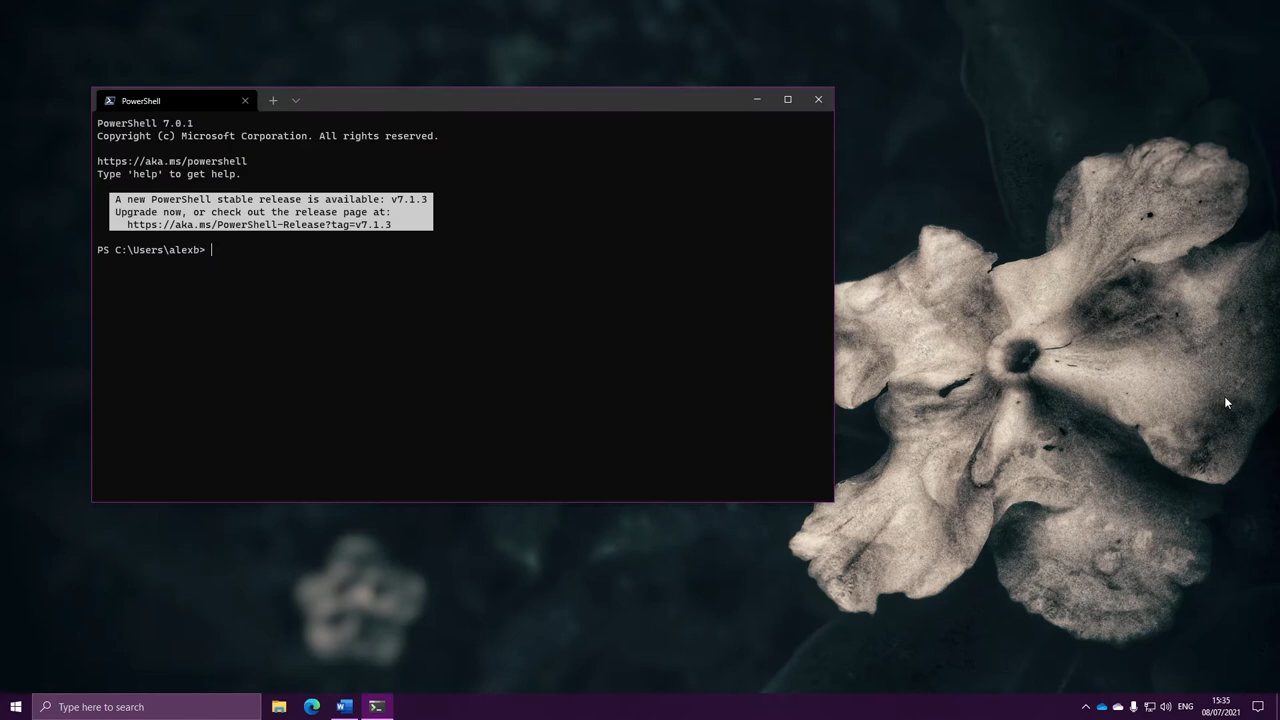 PowerShell
PowerShell 7.0.1
Copyright (c) Microsoft Corporation. All rights reserved.
https://aka.ms/powershell
Type 'help' to get help.
A new PowerShell stable release is available: v7.1.3
Upgrade now, or check out the release page at:
https://aka.ms/PowerShell-Release?tag=v7.1.3
PS C:\Users\alexb>
Type here to search
ENG
15:35
08/07/2021